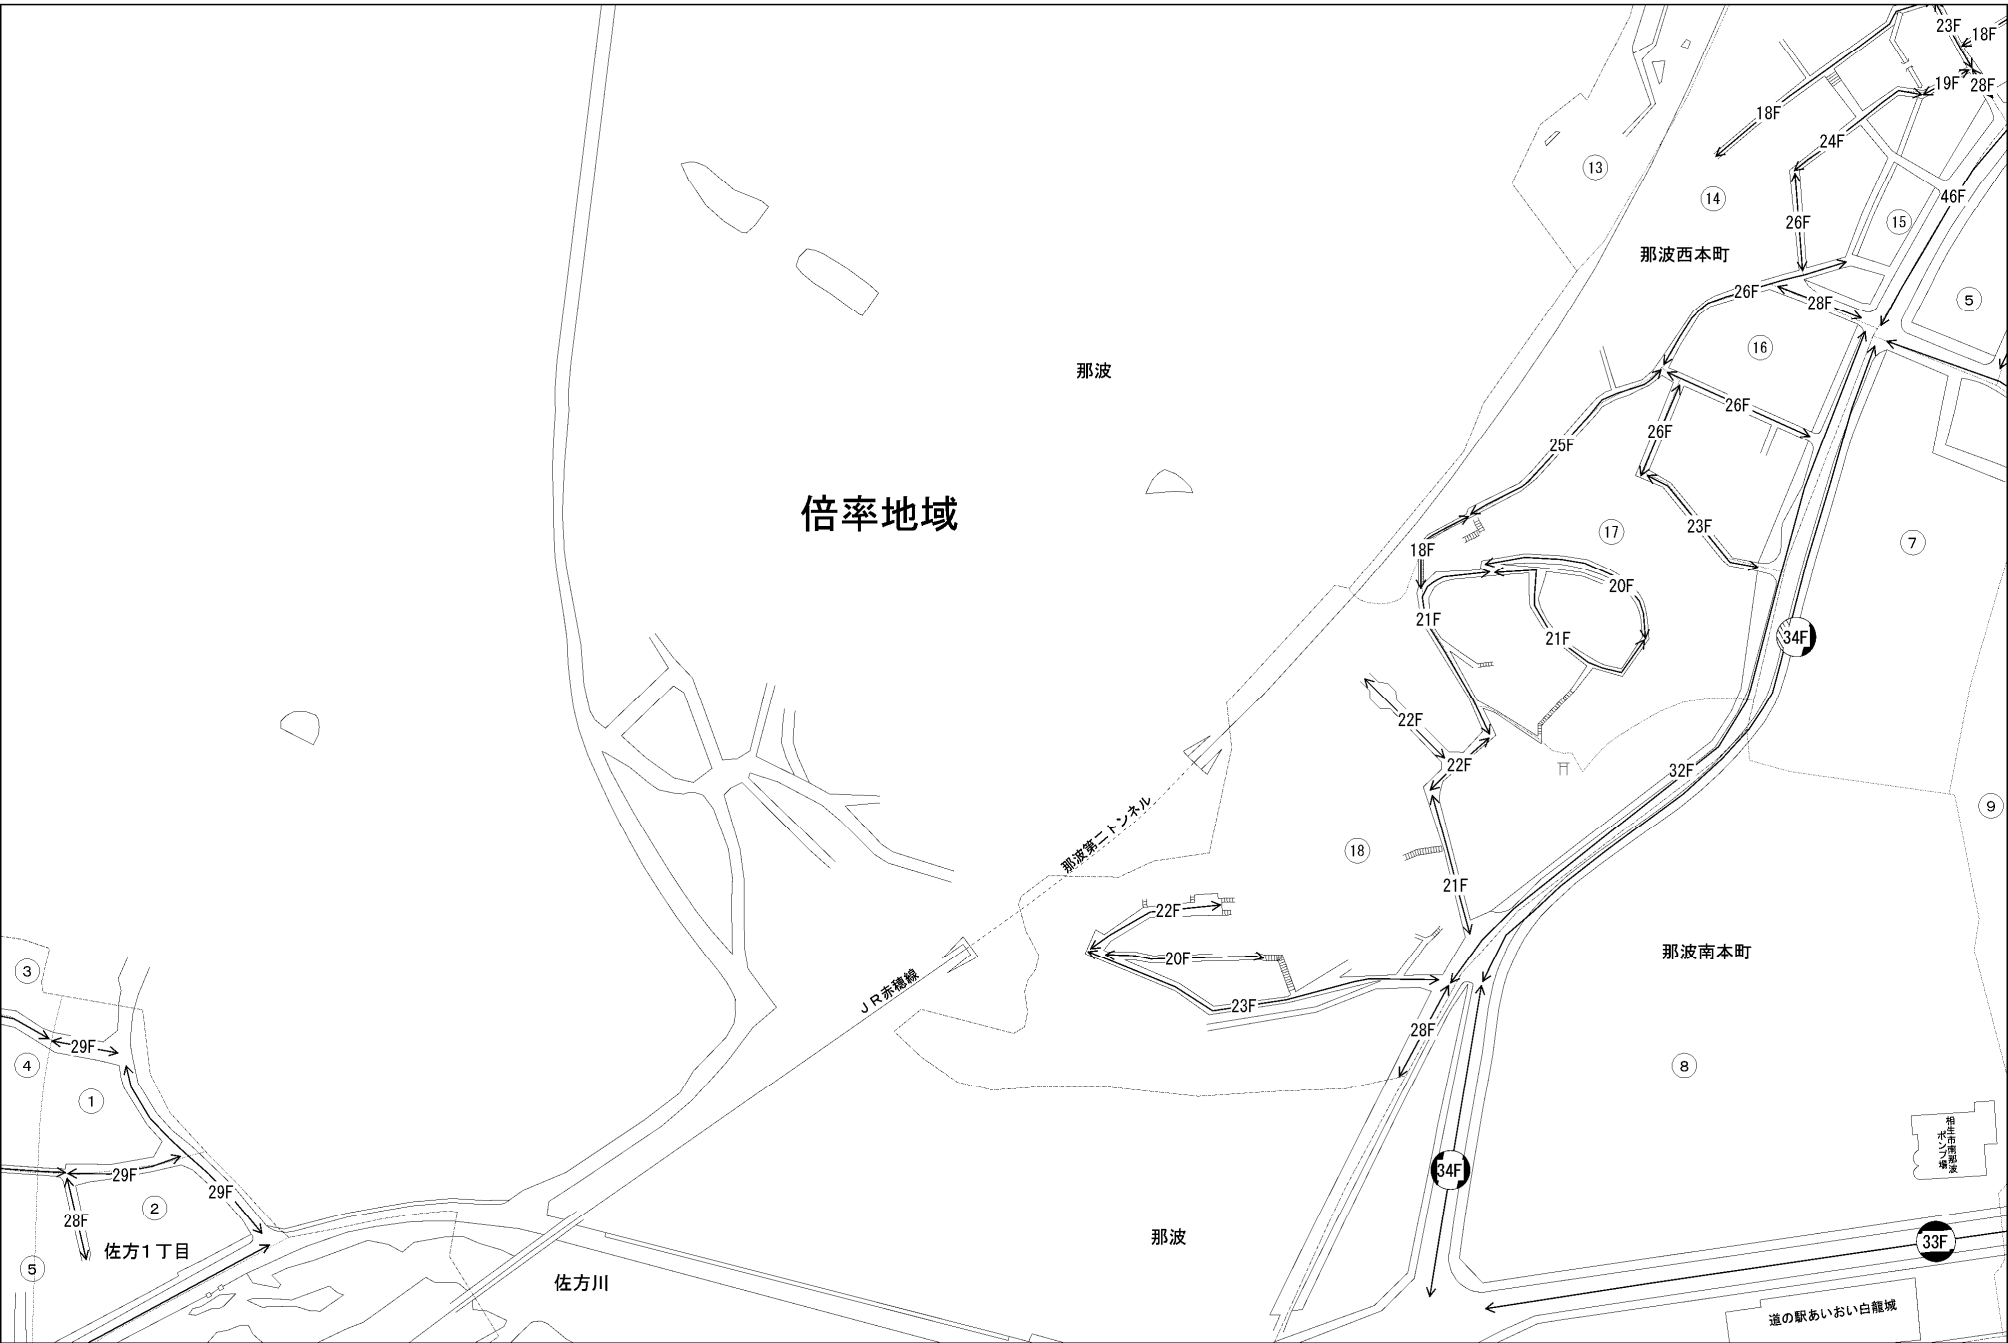 23F
18F
19F
28F
18F
24F
13
14
46F
26F
15
那波西本町
26F
28F
5
16
那波
26F
26F
25F
倍率地域
23F
17
7
18F
20F
21F
21F
34F
22F
22F
32F
9
那波第二トンネル
18
21F
22F
20F
那波南本町
3
JR赤穂線
23F
28F
29F
4
8
1
相生市南那波
ポンプ場
34F
29F
29F
2
28F
那波
33F
佐方1丁目
5
佐方川
道の駅あいおい白龍城